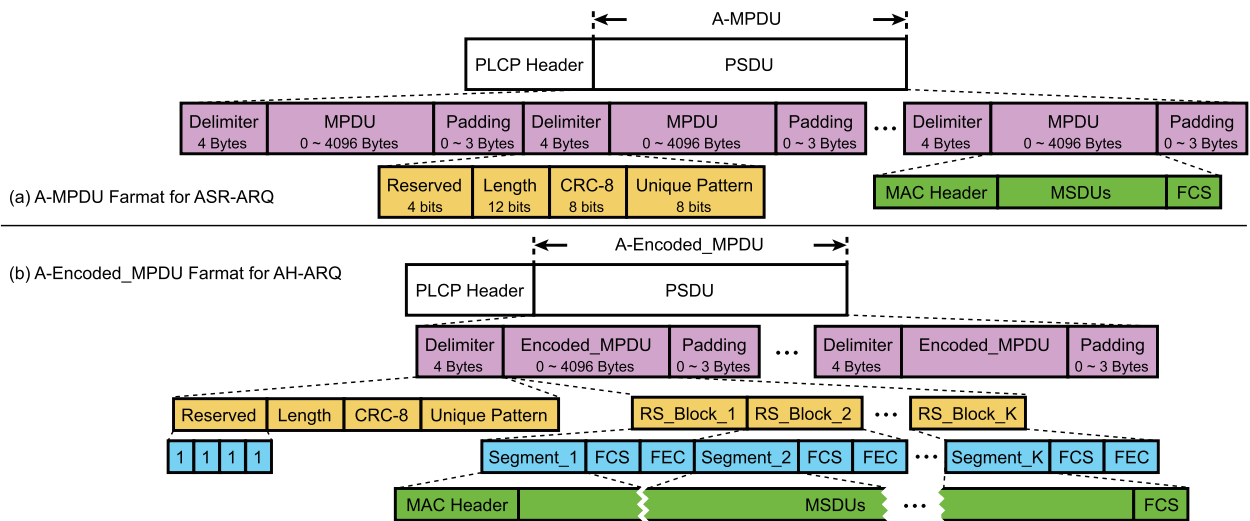 A-MPDU
PLCP Header PSDU
Delimiter MPDU Padding Delimiter MPDU Padding ••• Delimiter MPDU Padding
4 Bytes 0 ~ 4096 Bytes 0 ~ 3 Bytes 4 Bytes 0 ~ 4096 Bytes 0 ~ 3 Bytes 4 Bytes 0 ~ 4096 Bytes 0 ~ 3 Bytes
Reserved Length CRC-8 Unique Pattern
4 bits 12 bits 8 bits 8 bits
MAC Header MSDUs FCS
(a) A-MPDU Farmat for ASR-ARQ
A-Encoded_MPDU
(b) A-Encoded_MPDU Farmat for AH-ARQ
PLCP Header PSDU
Delimiter Encoded_MPDU Padding ••• Delimiter Encoded_MPDU Padding
4 Bytes 0 ~ 4096 Bytes 0 ~ 3 Bytes 4 Bytes 0 ~ 3 Bytes
Reserved Length CRC-8 Unique Pattern RS_Block_1 RS_Block_2 ••• RS_Block_K
1 1 1 1 Segment_1 FCS FEC Segment_2 FCS FEC ••• Segment_K FCS FEC
MAC Header MSDUs ••• FCS